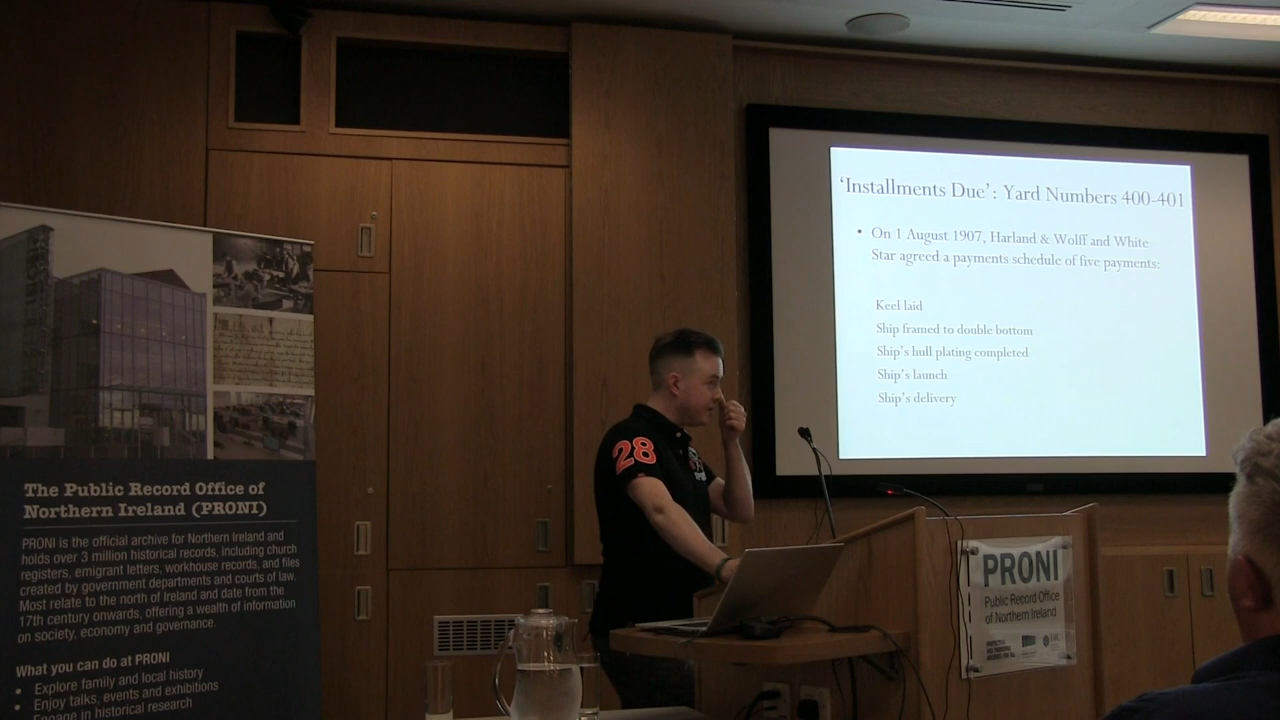 ‘Installments Due’: Yard Numbers 400-401
• On 1 August 1907, Harland & Wolff and White
Star agreed a payments schedule of five payments:
Keel laid
Ship framed to double bottom
Ship's hull plating completed
Ship's launch
Ship's delivery
28
The Public Record Office of
Northern Ireland (PRONI)
PRONI is the official archive for Northern Ireland and
holds over 3 million historical records, including church
registers, emigrant letters, workhouse records, and files
created by government departments and courts of law.
Most relate to the north of Ireland and date from the
17th century onwards, offering a wealth of information
on society, economy and governance.
What you can do at PRONI
• Explore family and local history
• Enjoy talks, events and exhibitions
• Engage in historical research
PRONI
Public Record Office
of Northern Ireland